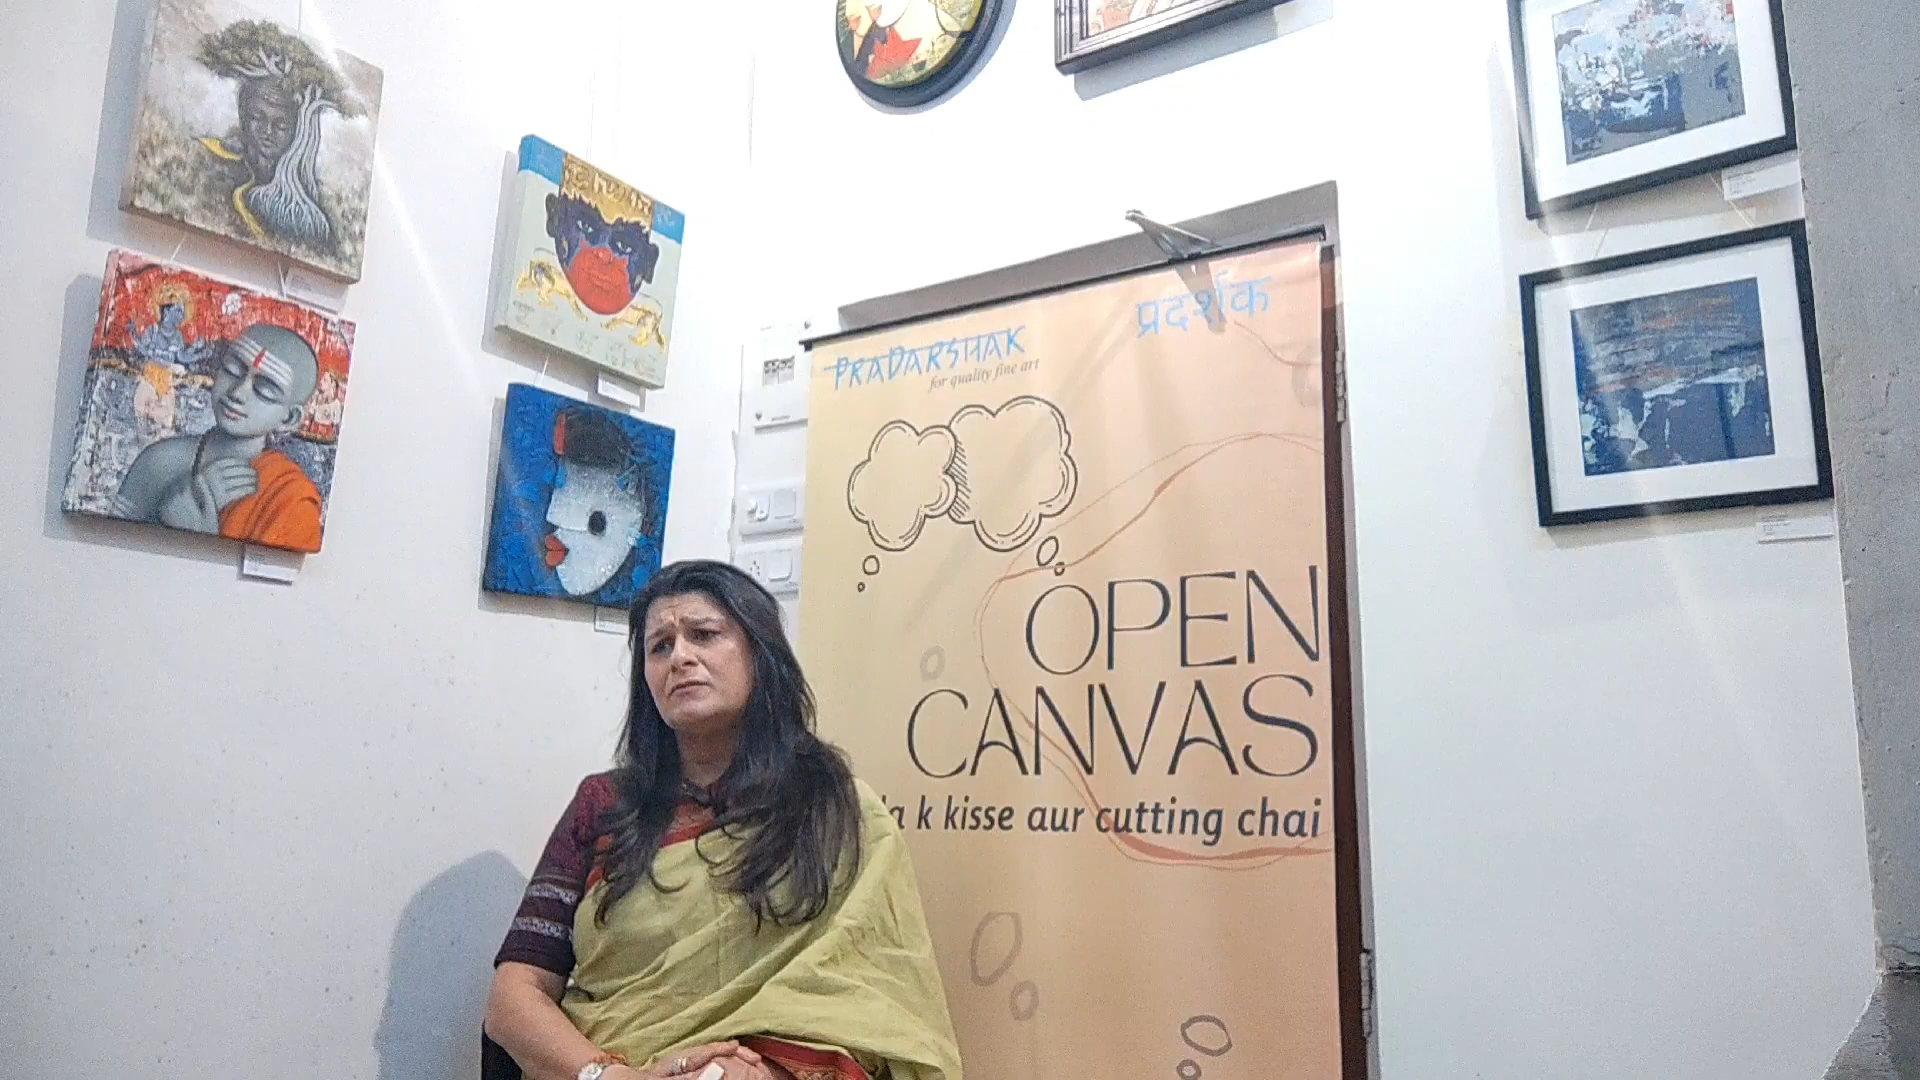 PRADARSHAK
for quality fine art
प्रदर्शक
OPEN
CANVAS
k kisse aur cutting chai